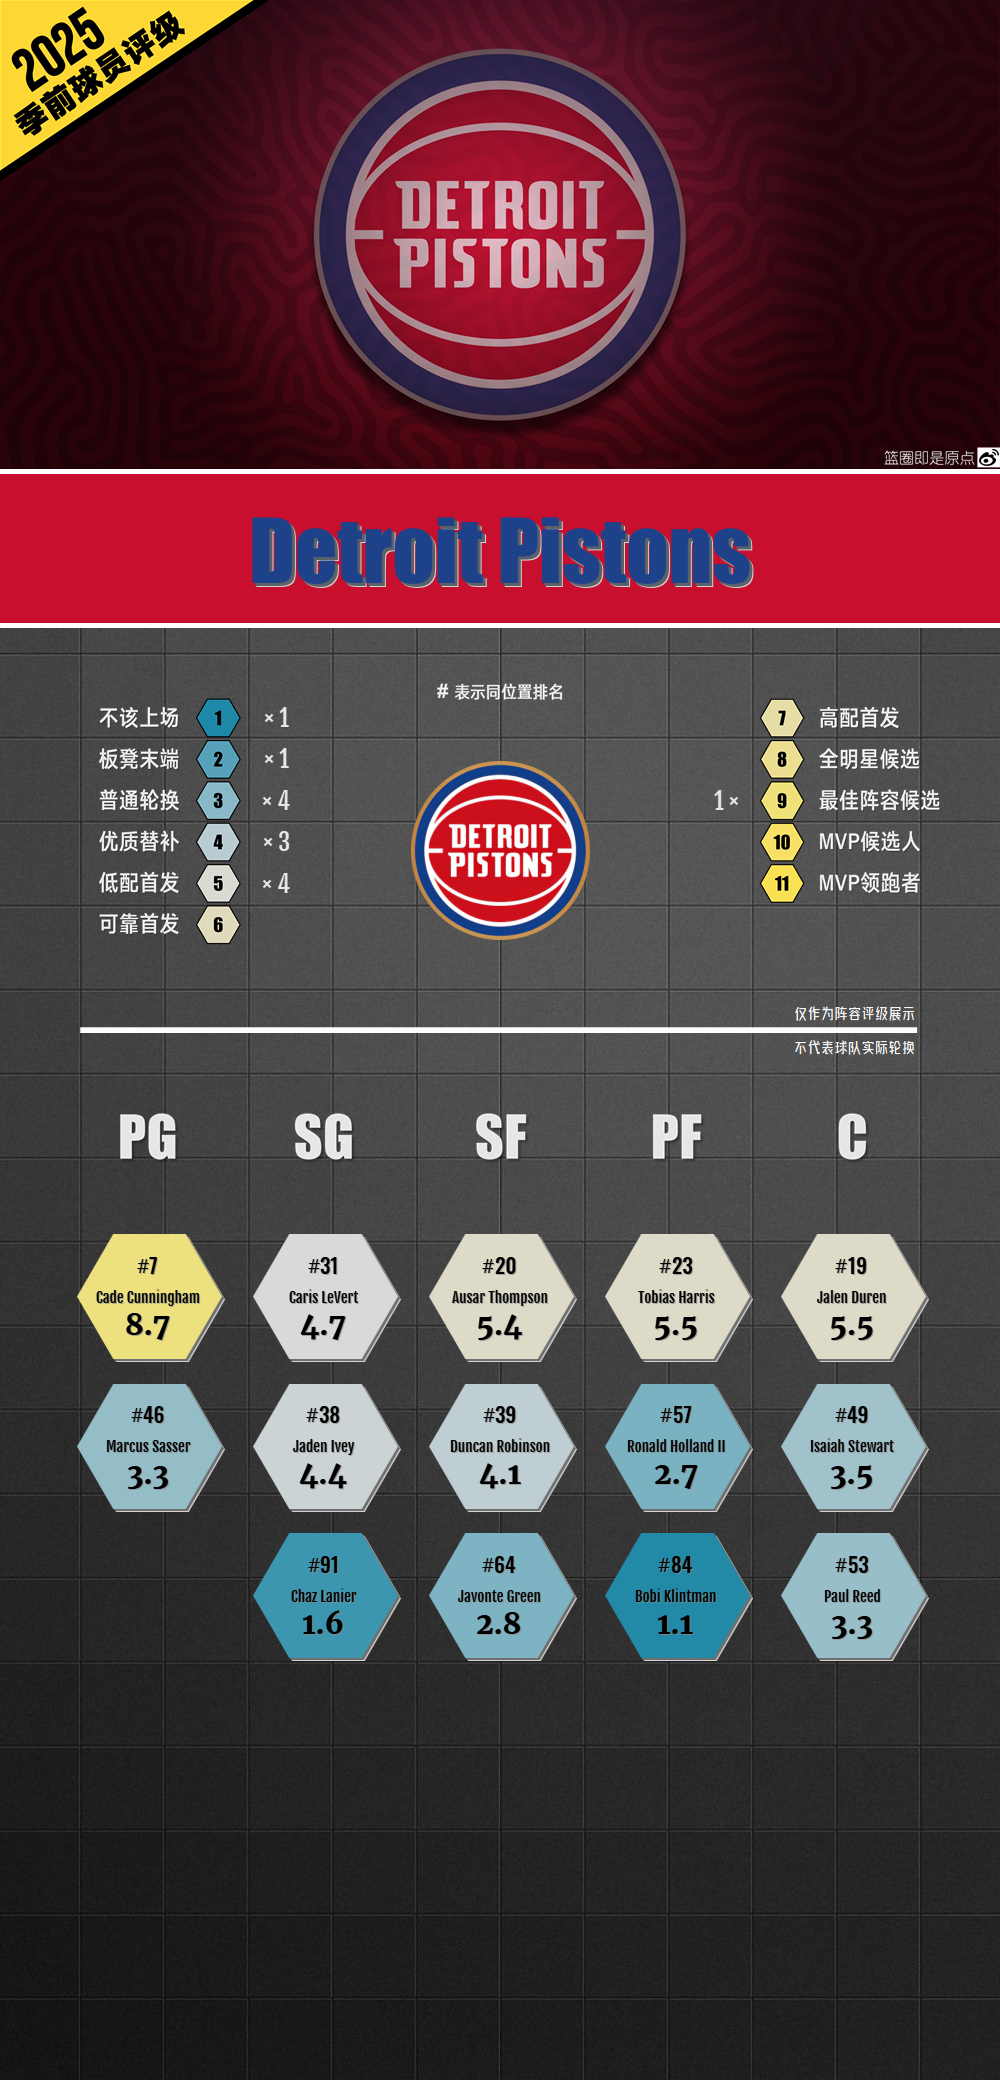 2025
季前球员评级
DETROIT
PISTONS
篮圈即是原点
Detroit Pistons
# 表示同位置排名
不该上场 1 ×1
板凳末端 2 ×1
普通轮换 3 ×4
优质替补 4 ×3
低配首发 5 ×4
可靠首发 6
DETROIT
PISTONS
7 高配首发
8 全明星候选
1× 9 最佳阵容候选
10 MVP候选人
11 MVP领跑者
仅作为阵容评级展示
不代表球队实际轮换
PG SG SF PF C
#7 #31 #20 #23 #19
Cade Cunningham Caris LeVert Ausar Thompson Tobias Harris Jalen Duren
8.7 4.7 5.4 5.5 5.5
#46 #38 #39 #57 #49
Marcus Sasser Jaden Ivey Duncan Robinson Ronald Holland II Isaiah Stewart
3.3 4.4 4.1 2.7 3.5
#91 #64 #84 #53
Chaz Lanier Javonte Green Bobi Klintman Paul Reed
1.6 2.8 1.1 3.3